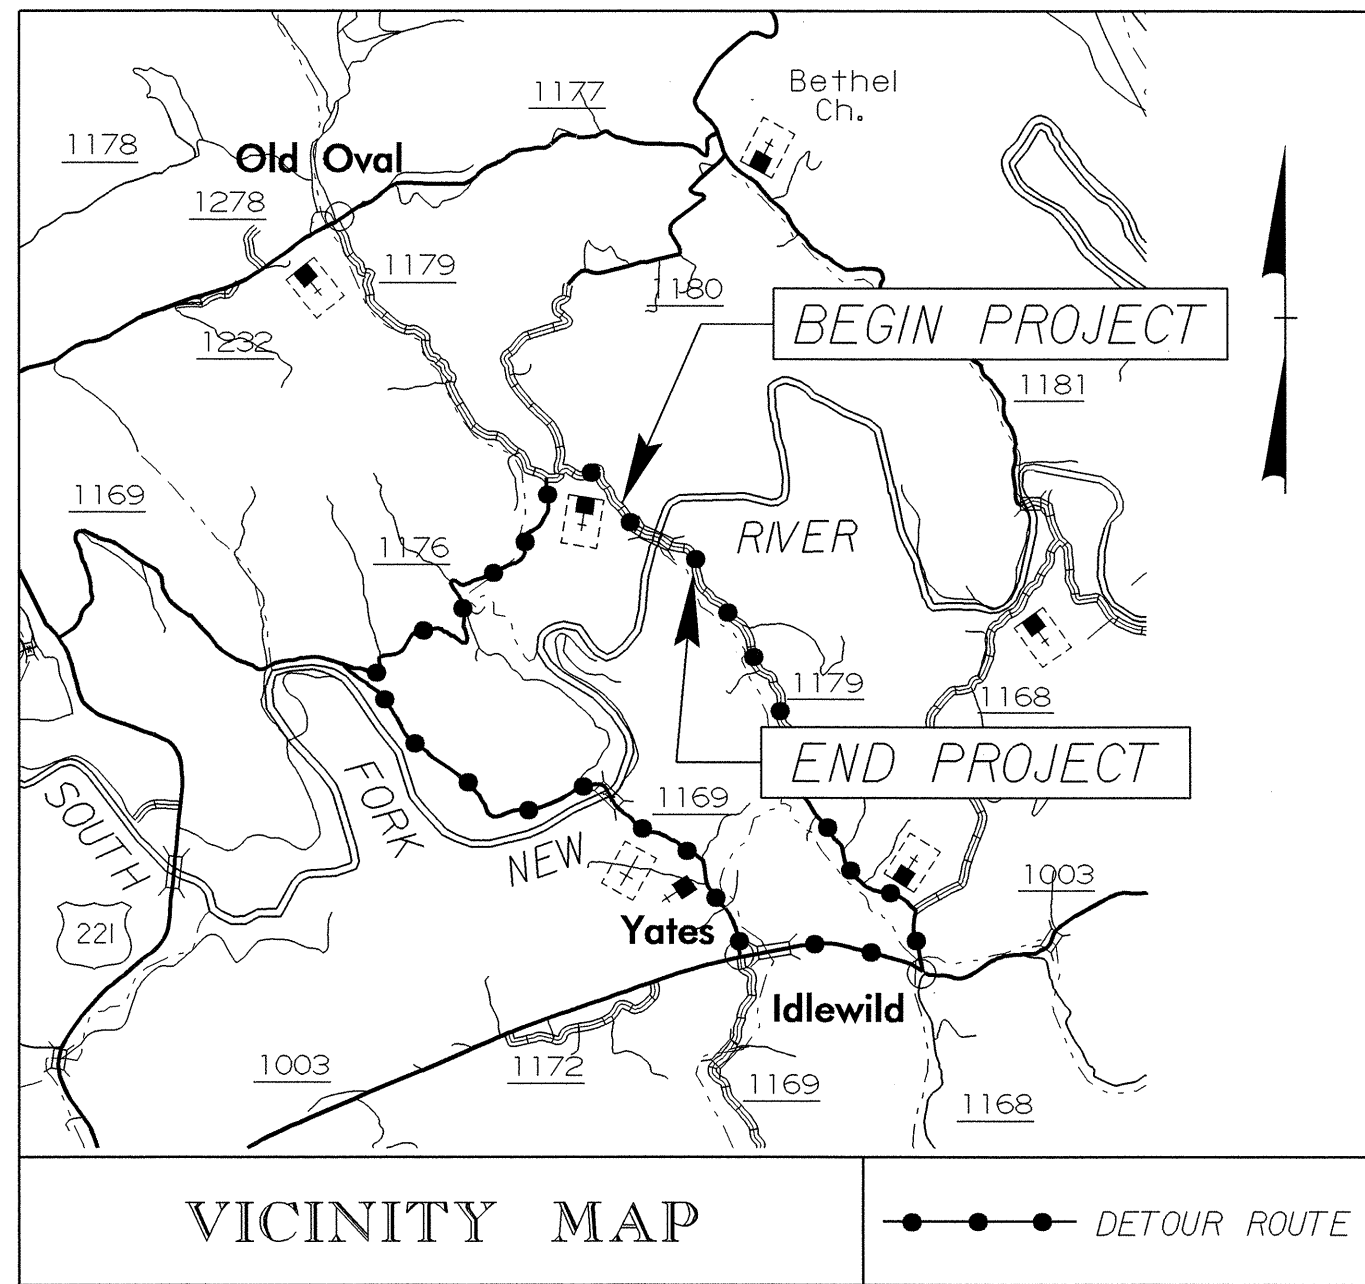 Bethel
Ch.
1177
1178
Old Oval
1278
1179
1180
1232
BEGIN PROJECT
1181
1169
1176
RIVER
1179
1168
END PROJECT
SOUTH
FORK
NEW
1169
1003
221
Yates
Idlewild
1003
1172
1169
1168
VICINITY MAP
DETOUR ROUTE